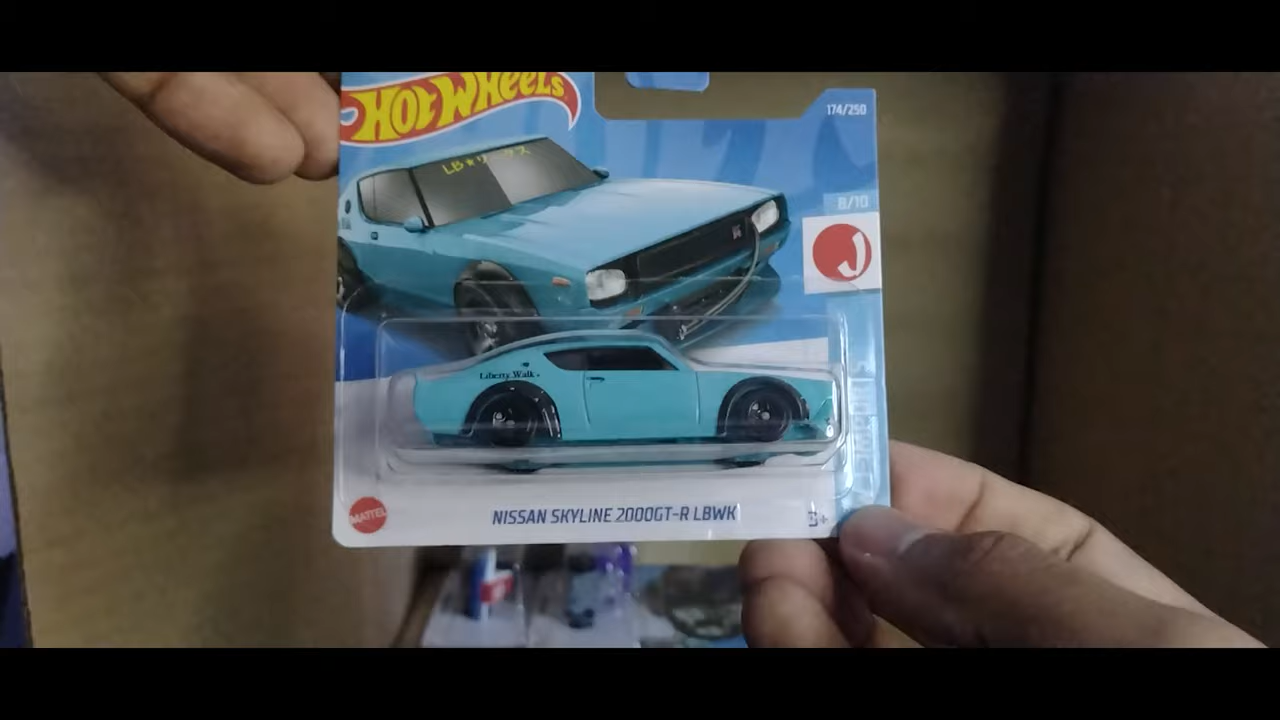 HOT WHEELS
174/250
8/10
J
Liberty Walk
MATTEL
NISSAN SKYLINE 2000GT-R LBWK
3+